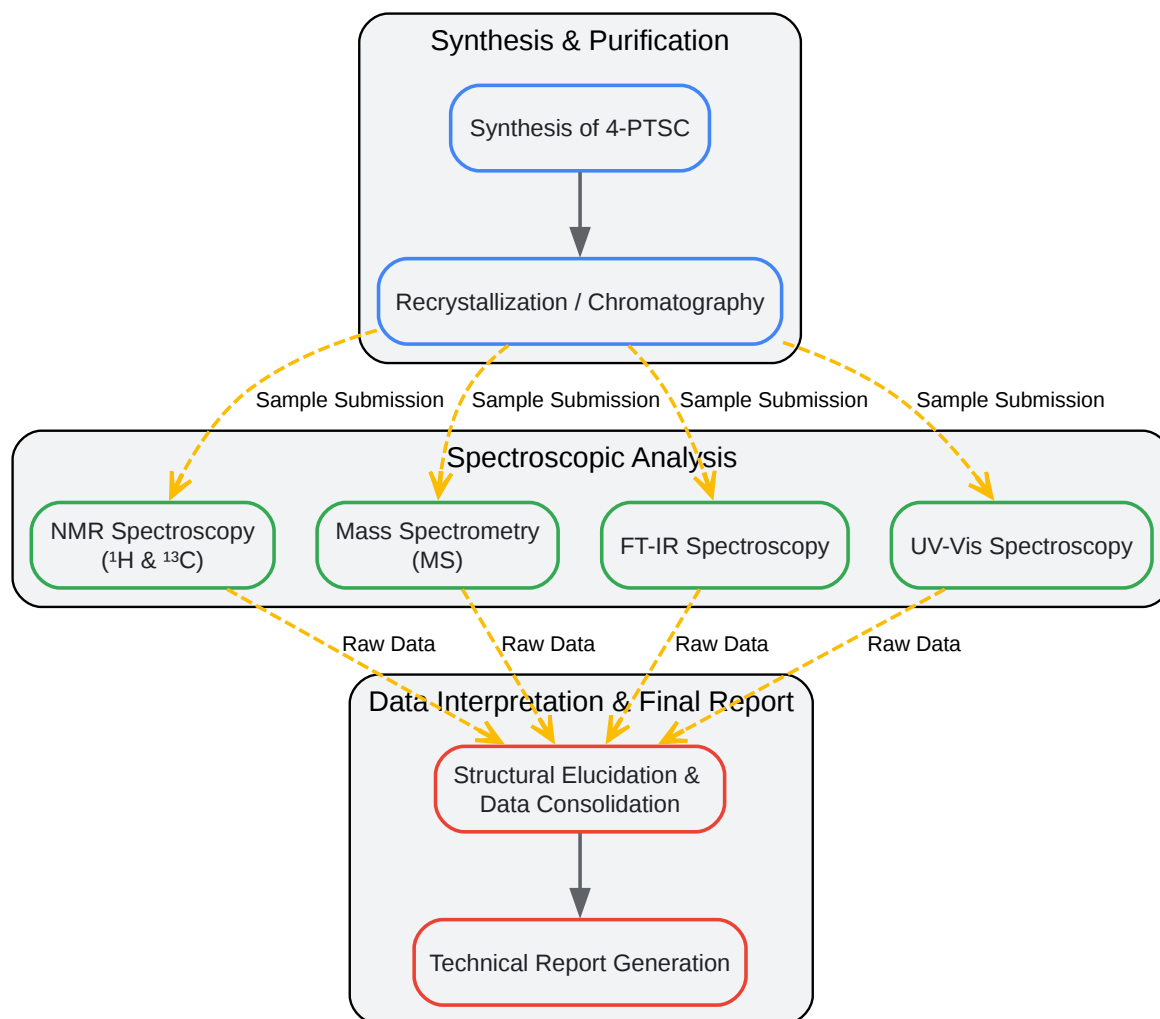 Synthesis & Purification
Synthesis of 4-PTSC
Recrystallization / Chromatography
Sample Submission
Sample Submission
Sample Submission
Sample Submission
Spectroscopic Analysis
NMR Spectroscopy
(¹H & ¹³C)
Mass Spectrometry
(MS)
FT-IR Spectroscopy
UV-Vis Spectroscopy
Raw Data
Raw Data
Raw Data
Raw Data
Data Interpretation & Final Report
Structural Elucidation &
Data Consolidation
Technical Report Generation